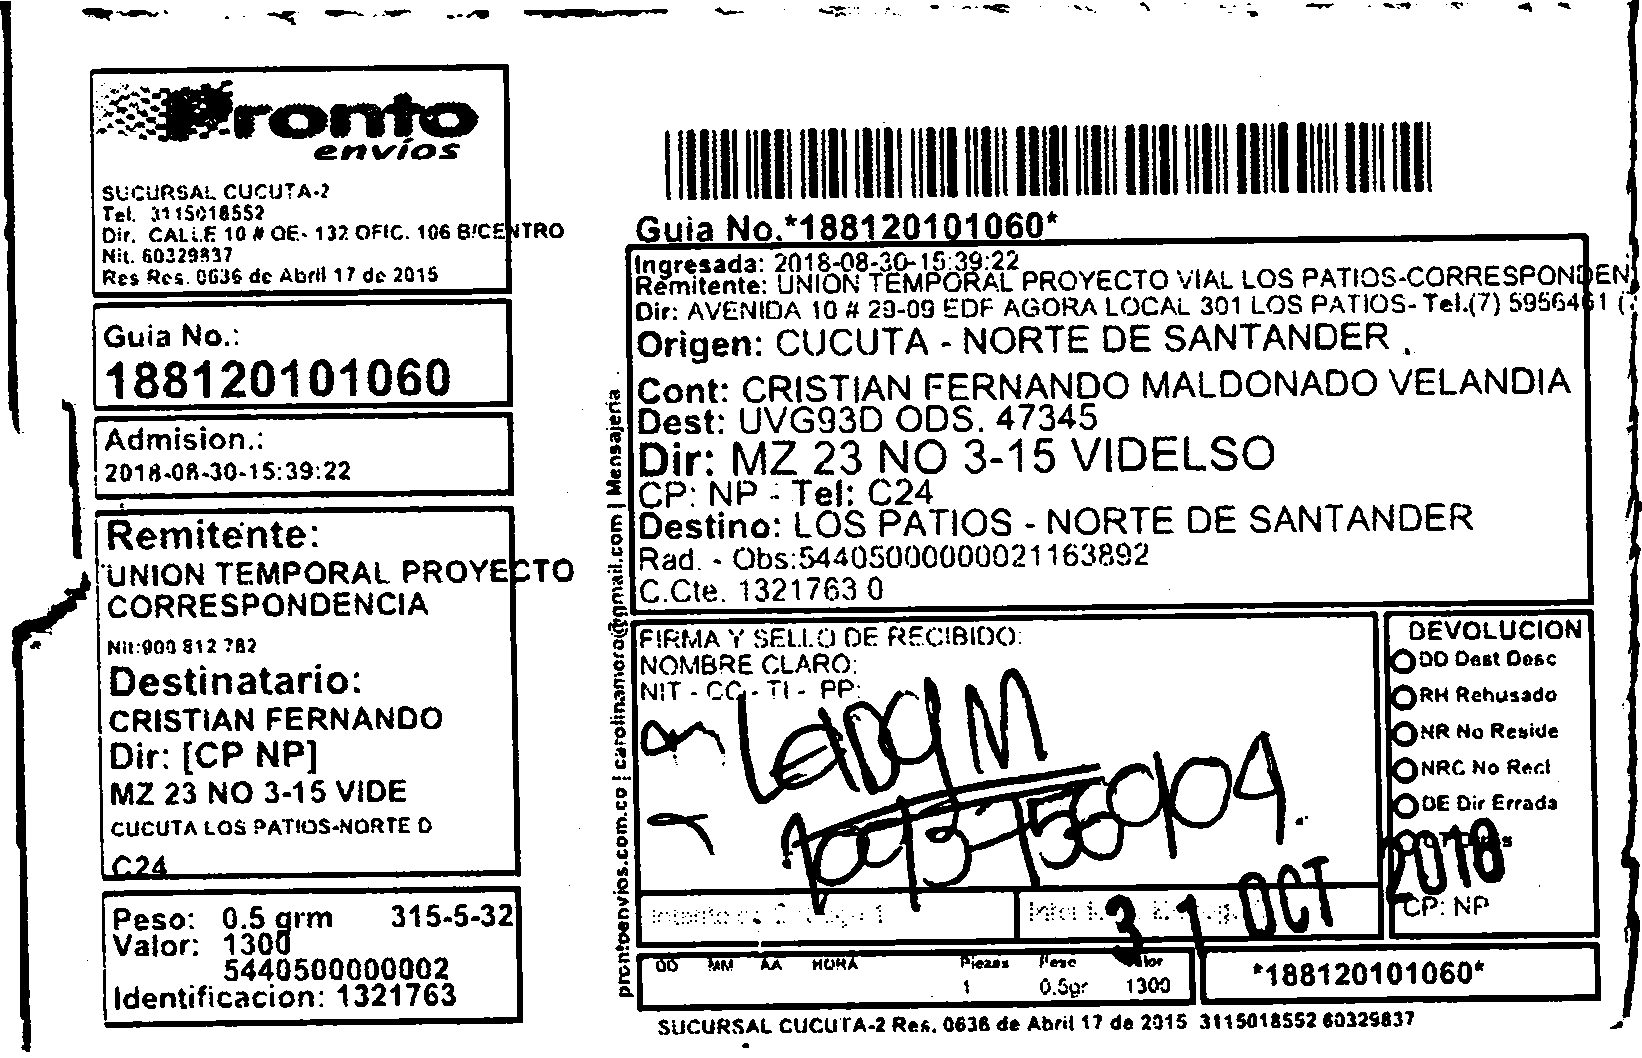 Pronto
envíos
SUCURSAL CUCUTA-2
Tel. 3115018552
Dir. CALLE 10 # OE- 132 OFIC. 106 B/CENTRO
Nit. 60329837
Res Res. 0636 de Abril 17 de 2015
Guia No.:
188120101060
Admision.:
2018-08-30-15:39:22
Remitente:
UNION TEMPORAL PROYECTO
CORRESPONDENCIA
Nit:900 812 782
Destinatario:
CRISTIAN FERNANDO
Dir: [CP NP]
MZ 23 NO 3-15 VIDE
CUCUTA LOS PATIOS-NORTE D
C24
Peso: 0.5 grm 315-5-32
Valor: 1300
5440500000002
Identificacion: 1321763
prontoenvios.com.co | carolinamoro@gmail.com | Mensajeria
Guia No.*188120101060*
Ingresada: 2018-08-30-15:39:22
Remitente: UNION TEMPORAL PROYECTO VIAL LOS PATIOS-CORRESPONDEN
Dir: AVENIDA 10 # 29-09 EDF AGORA LOCAL 301 LOS PATIOS- Tel.(7) 5956461 (
Origen: CUCUTA - NORTE DE SANTANDER
Cont: CRISTIAN FERNANDO MALDONADO VELANDIA
Dest: UVG93D ODS. 47345
Dir: MZ 23 NO 3-15 VIDELSO
CP: NP - Tel: C24
Destino: LOS PATIOS - NORTE DE SANTANDER
Rad. - Obs:54405000000021163892
C.Cte. 1321763 0
FIRMA Y SELLO DE RECIBIDO:
NOMBRE CLARO:
NIT - CC - TI - PP:
LEIDY M
DEVOLUCION
DD Dest Desc
RH Rehusado
NR No Reside
NRC No Recl
DE Dir Errada
31 OCT 2018
CP: NP
DD MM AA HORA Piezas Peso Valor
1 0.5gr 1300
*188120101060*
SUCURSAL CUCUTA-2 Res. 0636 de Abril 17 de 2015 3115018552 60329837